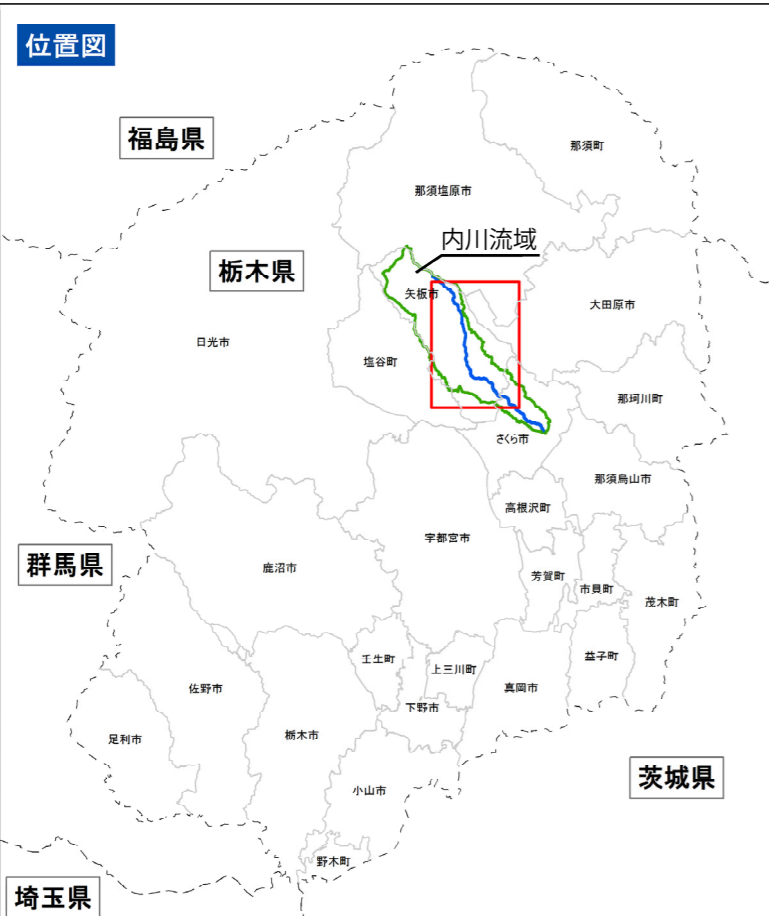 位置図
福島県
那須町
那須塩原市
内川流域
栃木県
矢板市
大田原市
日光市
塩谷町
那珂川町
さくら市
那須烏山市
高根沢町
宇都宮市
群馬県
鹿沼市
芳賀町
市貝町
茂木町
壬生町
上三川町
益子町
佐野市
真岡市
下野市
足利市
栃木市
茨城県
小山市
野木町
埼玉県